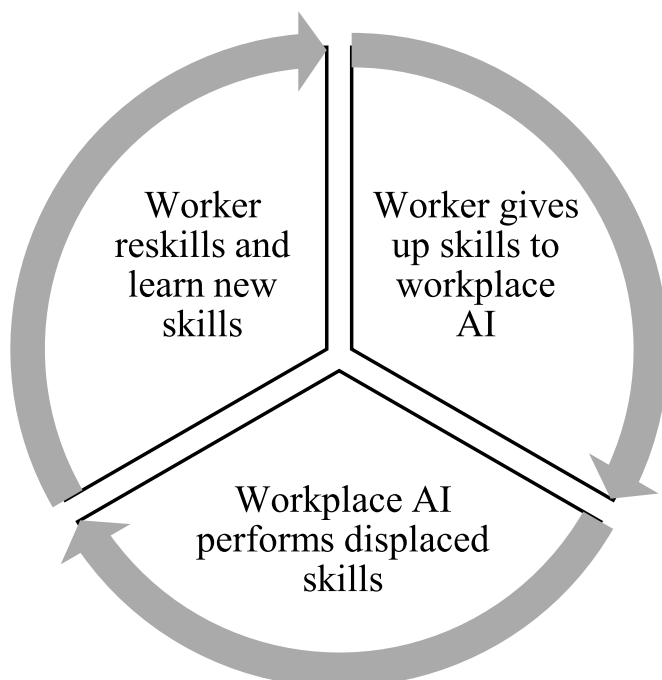 Worker
reskills and
learn new
skills
Worker gives
up skills to
workplace
AI
Workplace AI
performs displaced
skills